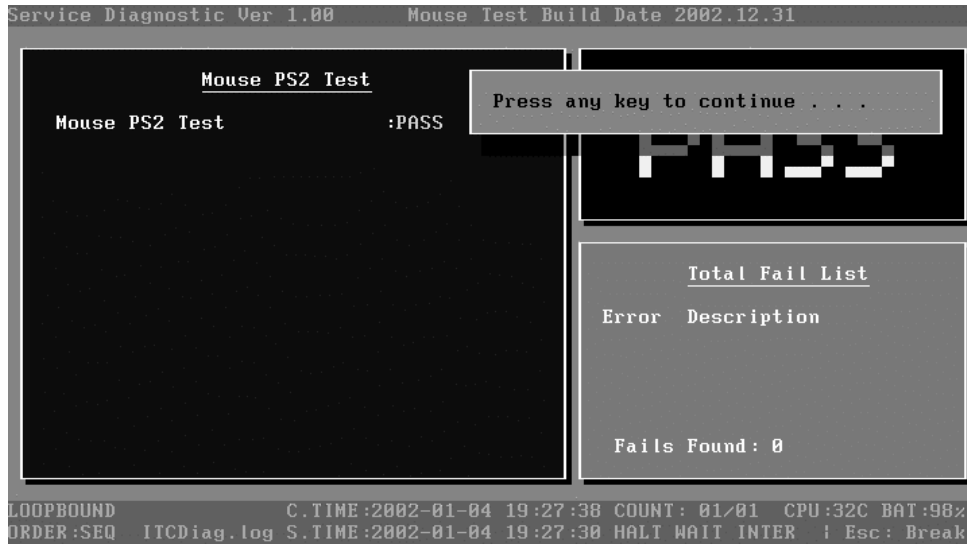 Service Diagnostic Ver 1.00 Mouse Test Build Date 2002.12.31
Mouse PS2 Test
Mouse PS2 Test :PASS
Press any key to continue . . .
PASS
Total Fail List
Error Description
Fails Found: 0
LOOPBOUND C.TIME:2002-01-04 19:27:38 COUNT: 01/01 CPU:32C BAT:98%
ORDER:SEQ ITCDiag.log S.TIME:2002-01-04 19:27:30 HALT WAIT INTER ¦ Esc: Break